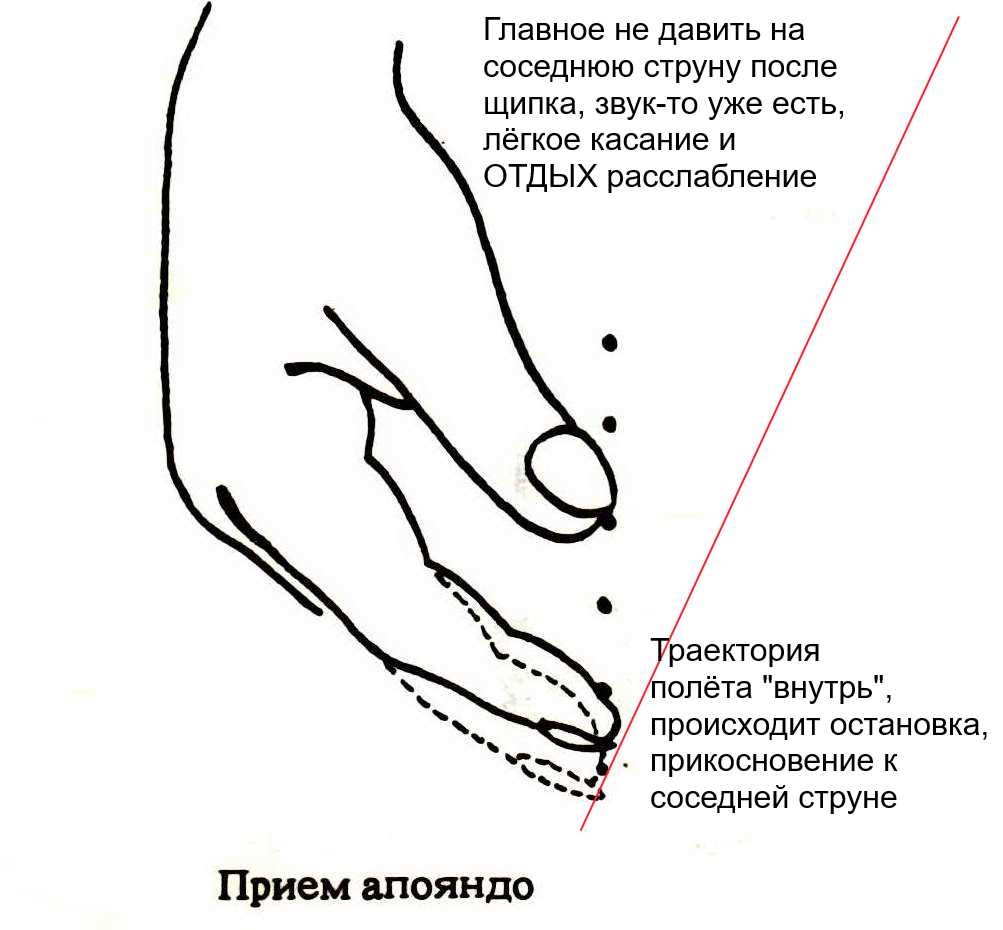 Главное не давить на
соседнюю струну после
щипка, звук-то уже есть,
лёгкое касание и
ОТДЫХ расслабление
Траектория
полёта "внутрь",
происходит остановка,
прикосновение к
соседней струне
Прием апояндо